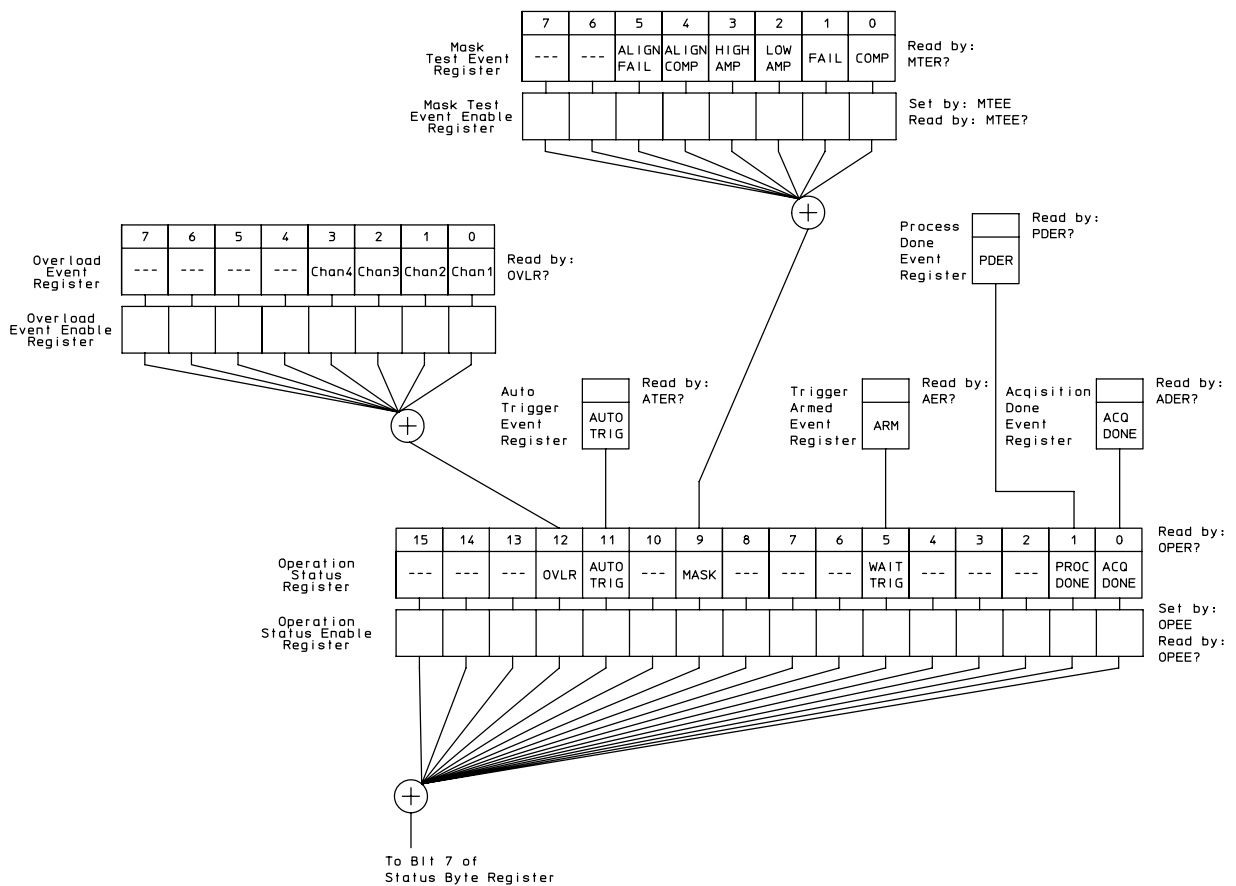 7 6 5 4 3 2 1 0
Mask
Test Event
Register
--- --- ALIGN FAIL ALIGN COMP HIGH AMP LOW AMP FAIL COMP
Read by:
MTER?
Mask Test
Event Enable
Register
Set by: MTEE
Read by: MTEE?
7 6 5 4 3 2 1 0
Overload
Event
Register
--- --- --- --- Chan4 Chan3 Chan2 Chan1
Read by:
OVLR?
Overload
Event Enable
Register
Process
Done
Event
Register
PDER
Read by:
PDER?
Auto
Trigger
Event
Register
AUTO
TRIG
Read by:
ATER?
Trigger
Armed
Event
Register
ARM
Read by:
AER?
Acquisition
Done
Event
Register
ACQ
DONE
Read by:
ADER?
15 14 13 12 11 10 9 8 7 6 5 4 3 2 1 0
Operation
Status
Register
--- --- --- OVLR AUTO TRIG --- MASK --- --- --- WAIT TRIG --- --- --- PROC DONE ACQ DONE
Read by:
OPER?
Operation
Status Enable
Register
Set by:
OPEE
Read by:
OPEE?
To BIt 7 of
Status Byte Register